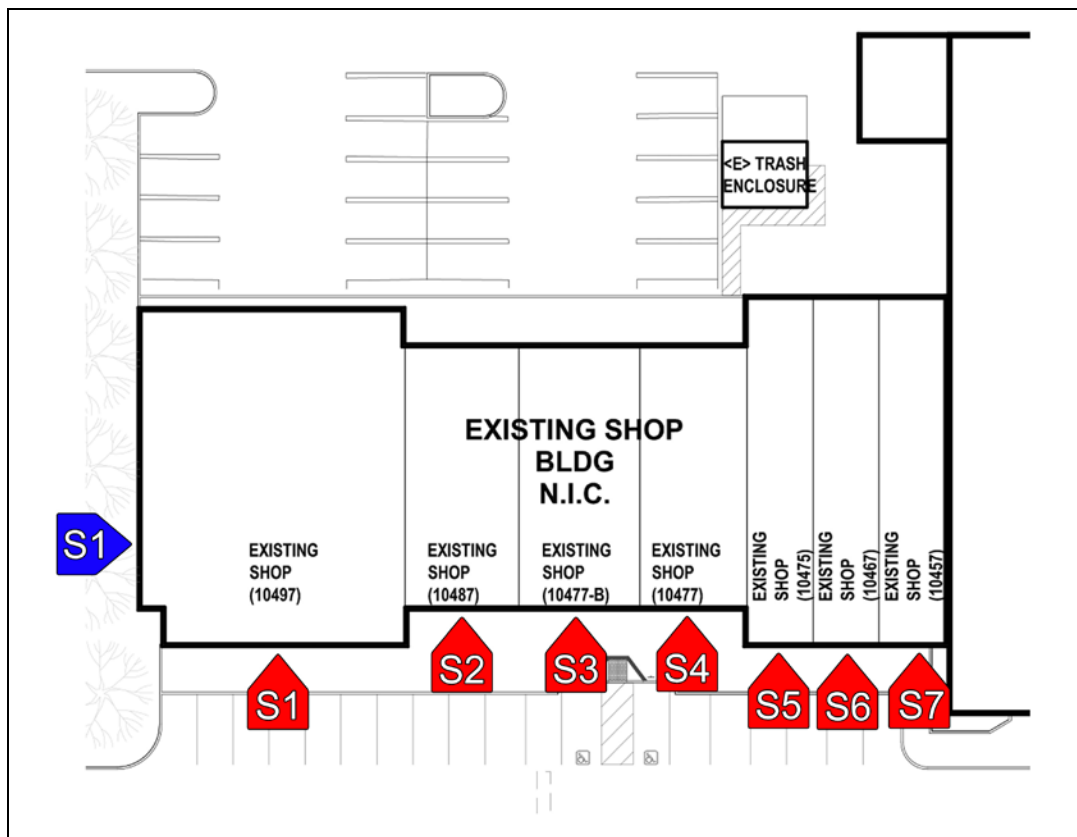 <E> TRASH
ENCLOSURE
EXISTING SHOP
BLDG
N.I.C.
S1
EXISTING
SHOP
(10497)
EXISTING
SHOP
(10487)
EXISTING
SHOP
(10477-B)
EXISTING
SHOP
(10477)
EXISTING
SHOP
(10475)
EXISTING
SHOP
(10467)
EXISTING
SHOP
(10457)
S1
S2
S3
S4
S5
S6
S7